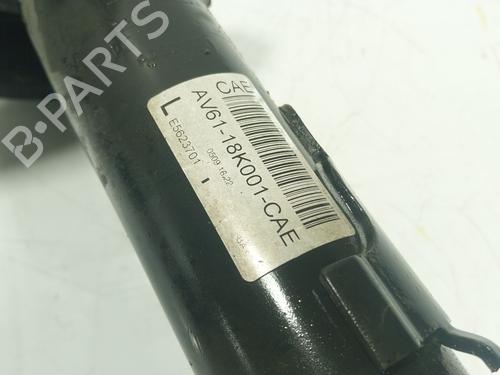 CAE
AV61-18K001-CAE
L
E5623701
0509 16:22
B-PARTS